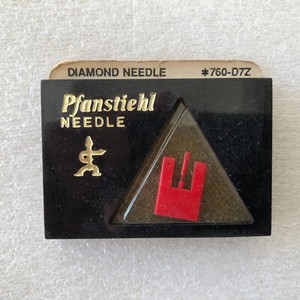 DIAMOND NEEDLE *760-D7Z
Pfanstiehl
NEEDLE